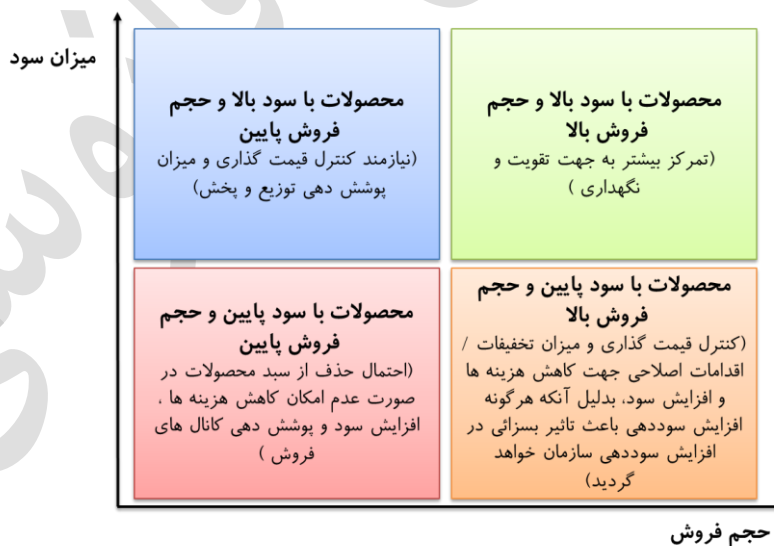 میزان سود
محصولات با سود بالا و حجم
فروش بالا
(تمرکز بیشتر به جهت تقویت و
نگهداری )
محصولات با سود بالا و حجم
فروش پایین
(نیازمند کنترل قیمت گذاری و میزان
پوشش دهی توزیع و پخش)
محصولات با سود پایین و حجم
فروش بالا
(کنترل قیمت گذاری و میزان تخفیفات /
اقدامات اصلاحی جهت کاهش هزینه ها
و افزایش سود، بدلیل آنکه هرگونه
افزایش سوددهی باعث تاثیر بسزائی در
افزایش سوددهی سازمان خواهد
گردید)
محصولات با سود پایین و حجم
فروش پایین
(احتمال حذف از سبد محصولات در
صورت عدم امکان کاهش هزینه ها ،
افزایش سود و پوشش دهی کانال های
فروش )
حجم فروش